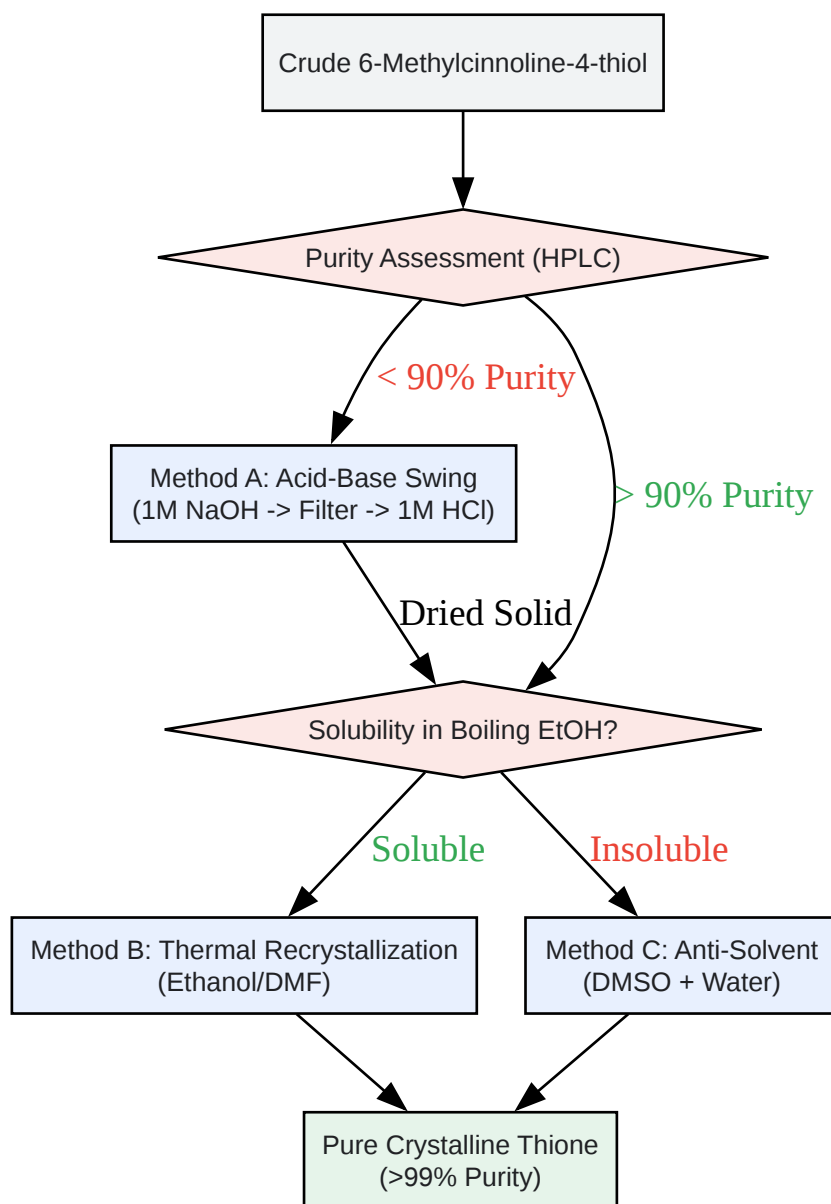 Crude 6-Methylcinnoline-4-thiol
Purity Assessment (HPLC)
< 90% Purity
> 90% Purity
Method A: Acid-Base Swing
(1M NaOH -> Filter -> 1M HCl)
Dried Solid
Solubility in Boiling EtOH?
Soluble
Insoluble
Method B: Thermal Recrystallization
(Ethanol/DMF)
Method C: Anti-Solvent
(DMSO + Water)
Pure Crystalline Thione
(>99% Purity)